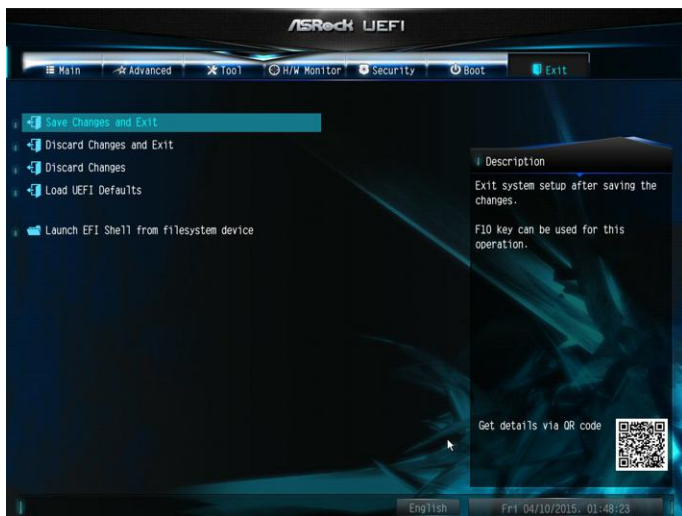 ASRock UEFI
Main
Advanced
Tool
H/W Monitor
Security
Boot
Exit
Save Changes and Exit
Discard Changes and Exit
Discard Changes
Load UEFI Defaults
Launch EFI Shell from filesystem device
Description
Exit system setup after saving the
changes.
F10 key can be used for this
operation.
Get details via QR code
English
Fri 04/10/2015. 01:48:23